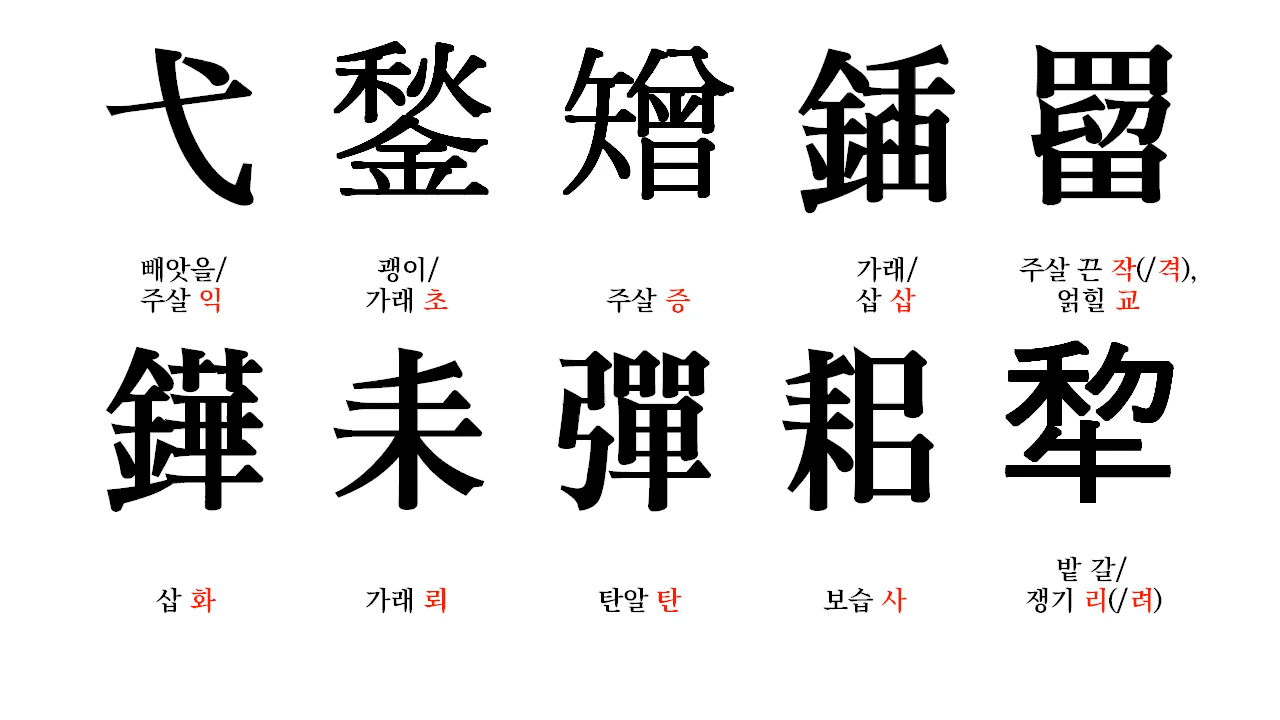 弋 鍫 矰 鍤 罶
빼앗을/ 괭이/ 가래/ 주살 끈 작(/격),
주살 익 가래 초 주살 증 삽 삽 얽힐 교
鏵 耒 彈 耜 犂
밭 갈/
삽 화 가래 뢰 탄알 탄 보습 사 쟁기 리(/려)